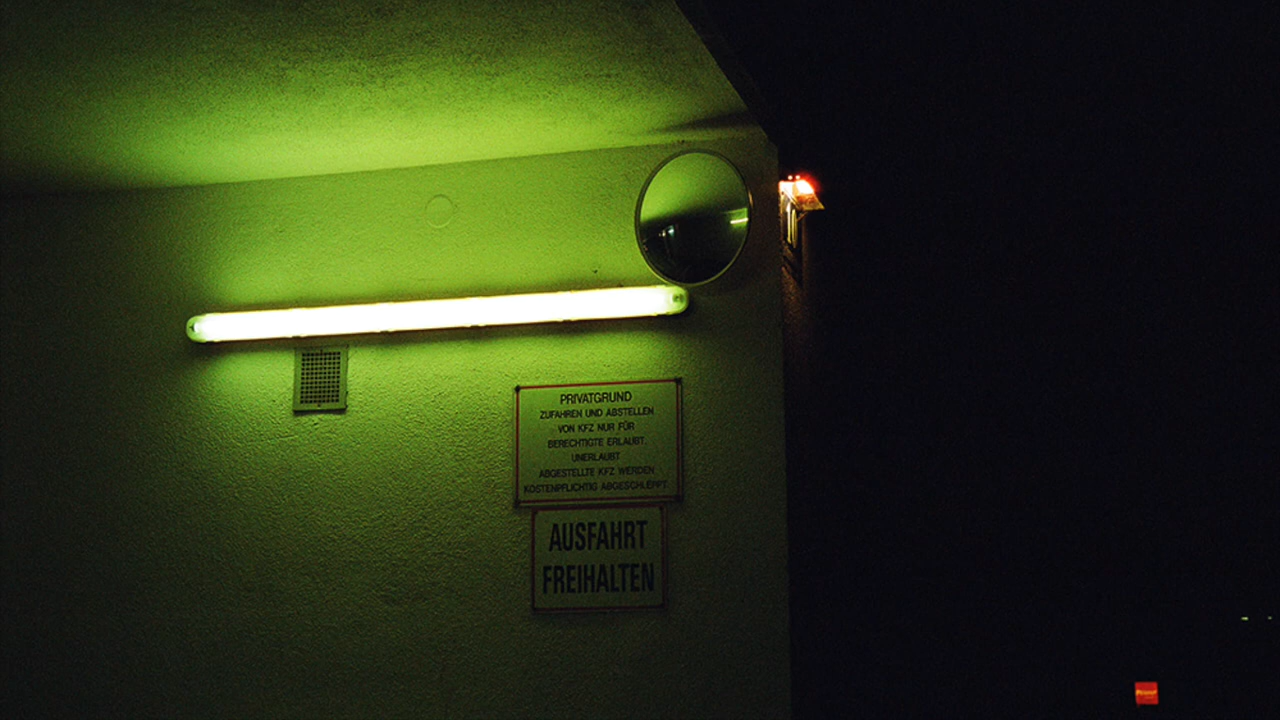 PRIVATGRUND
ZUFAHREN UND ABSTELLEN
VON KFZ NUR FÜR
BERECHTIGTE ERLAUBT.
UNERLAUBT
ABGESTELLTE KFZ WERDEN
KOSTENPFLICHTIG ABGESCHLEPPT.
AUSFAHRT
FREIHALTEN